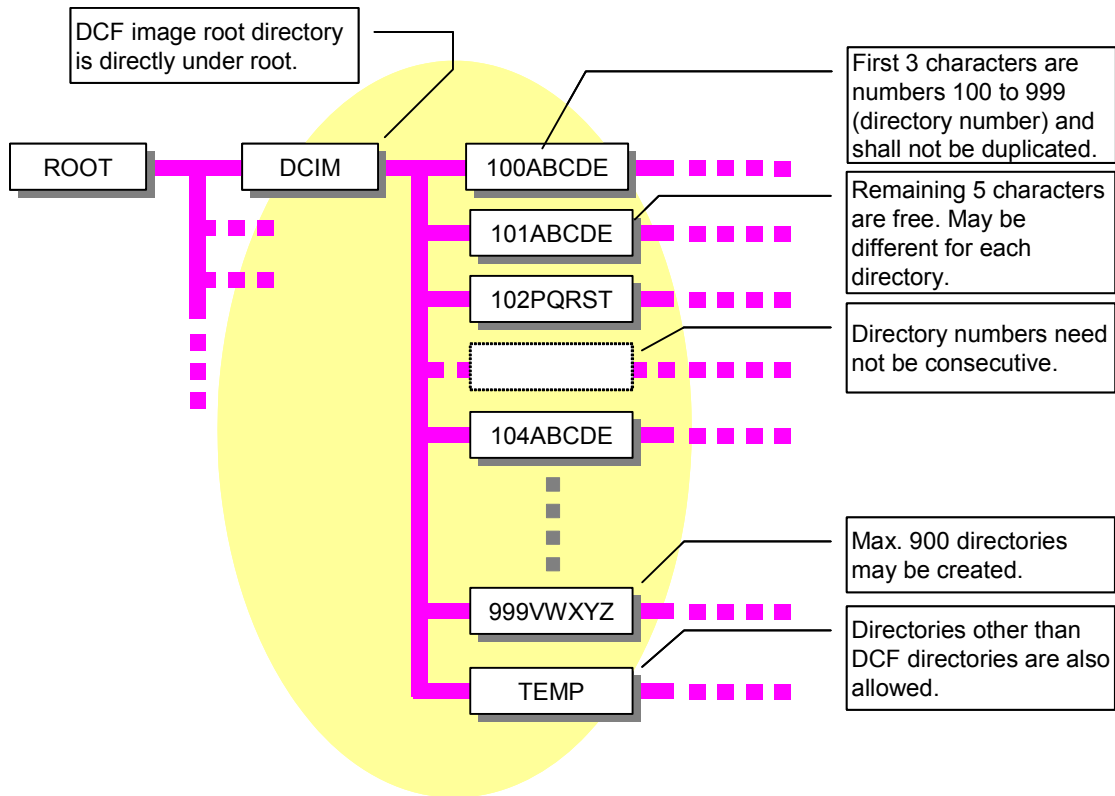 DCF image root directory
is directly under root.
First 3 characters are
numbers 100 to 999
(directory number) and
shall not be duplicated.
ROOT
DCIM
100ABCDE
Remaining 5 characters
are free. May be
different for each
directory.
101ABCDE
102PQRST
Directory numbers need
not be consecutive.
104ABCDE
Max. 900 directories
may be created.
999VWXYZ
Directories other than
DCF directories are also
allowed.
TEMP